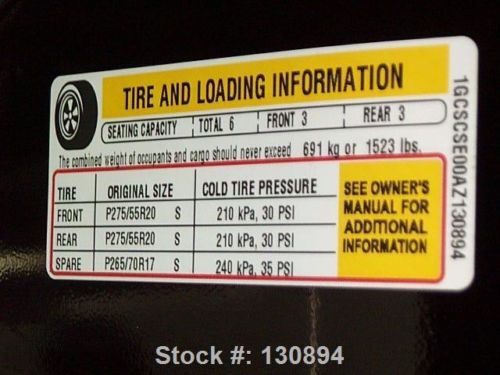 TIRE AND LOADING INFORMATION
SEATING CAPACITY TOTAL 6 FRONT 3 REAR 3
The combined weight of occupants and cargo should never exceed 691 kg or 1523 lbs.
TIRE ORIGINAL SIZE COLD TIRE PRESSURE
FRONT P275/55R20 S 210 kPa, 30 PSI
REAR P275/55R20 S 210 kPa, 30 PSI
SPARE P265/70R17 S 240 kPa, 35 PSI
SEE OWNER'S
MANUAL FOR
ADDITIONAL
INFORMATION
1GCSCSE00AZ130894
Stock #: 130894